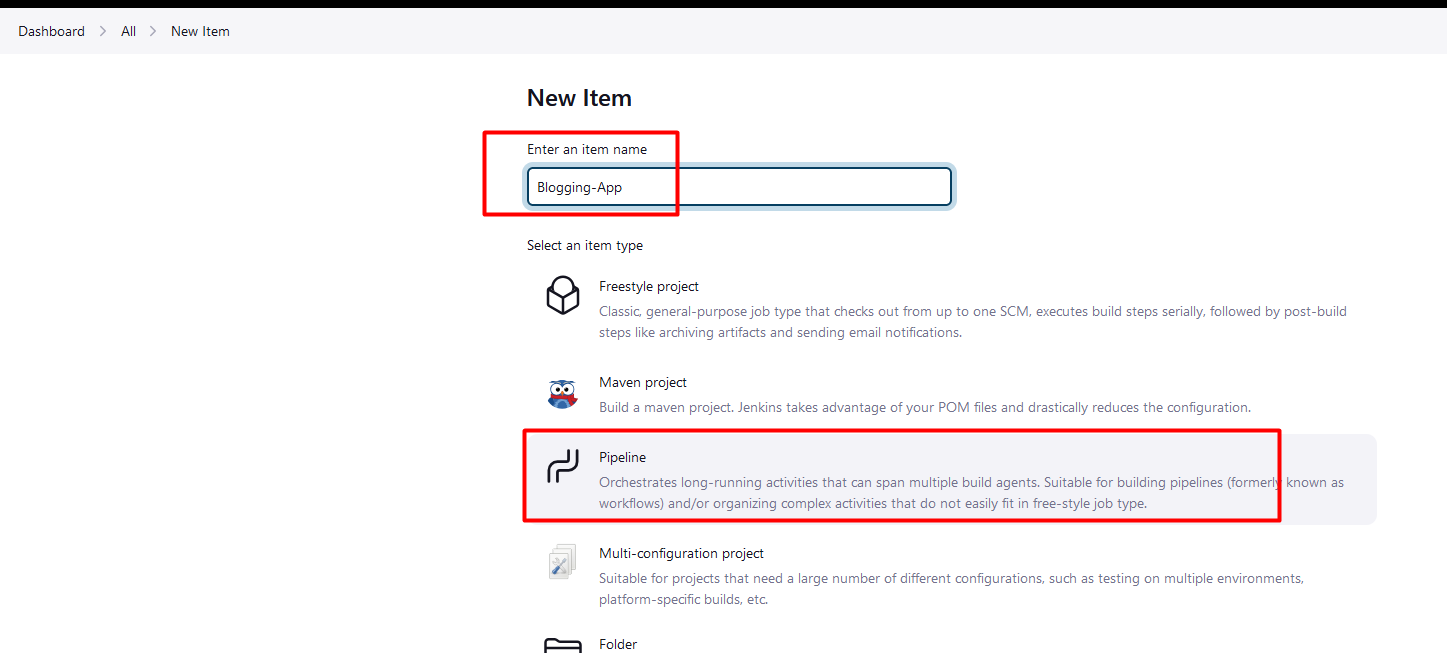 Dashboard > All > New Item
New Item
Enter an item name
Blogging-App
Select an item type
Freestyle project
Classic, general-purpose job type that checks out from up to one SCM, executes build steps serially, followed by post-build
steps like archiving artifacts and sending email notifications.
Maven project
Build a maven project. Jenkins takes advantage of your POM files and drastically reduces the configuration.
Pipeline
Orchestrates long-running activities that can span multiple build agents. Suitable for building pipelines (formerly known as
workflows) and/or organizing complex activities that do not easily fit in free-style job type.
Multi-configuration project
Suitable for projects that need a large number of different configurations, such as testing on multiple environments,
platform-specific builds, etc.
Folder